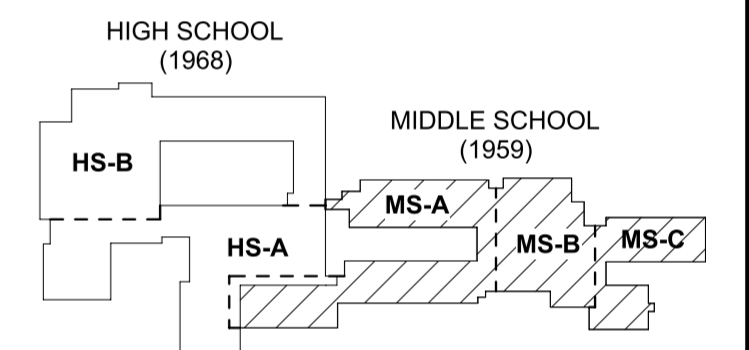 HIGH SCHOOL
(1968)
MIDDLE SCHOOL
(1959)
HS-B
MS-A
HS-A
MS-B
MS-C